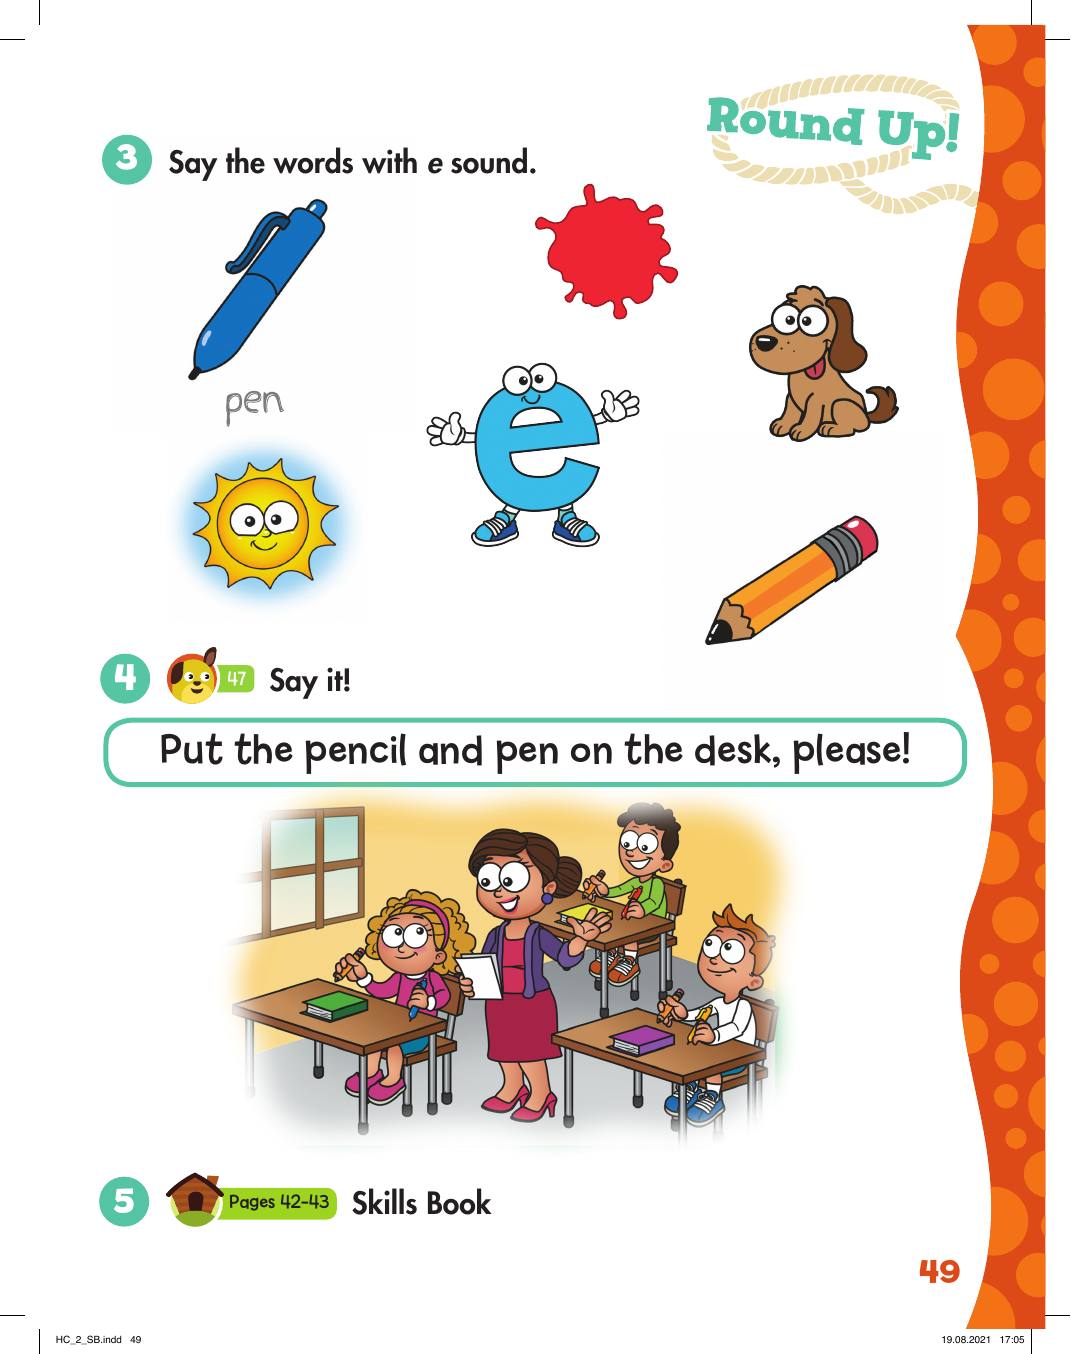 Round Up!
3 Say the words with e sound.
pen
e
4 47 Say it!
Put the pencil and pen on the desk, please!
5 Pages 42-43 Skills Book
49
HC_2_SB.indd 49
19.08.2021 17:05